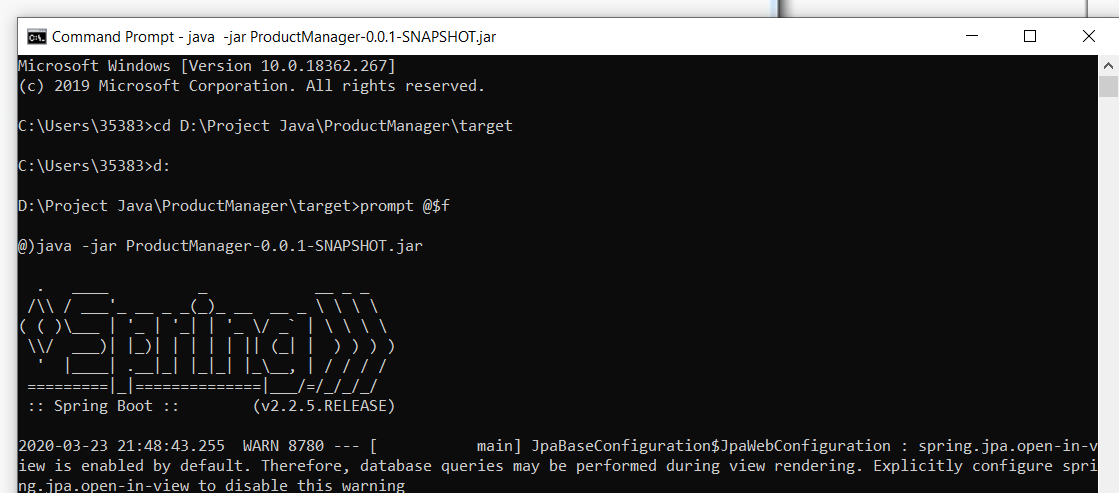 Command Prompt - java  -jar ProductManager-0.0.1-SNAPSHOT.jar
Microsoft Windows [Version 10.0.18362.267]
(c) 2019 Microsoft Corporation. All rights reserved.
C:\Users\35383>cd D:\Project Java\ProductManager\target
C:\Users\35383>d:
D:\Project Java\ProductManager\target>prompt @$f
@)java -jar ProductManager-0.0.1-SNAPSHOT.jar
  .   ____          _            __ _ _
 /\\ / ___'_ __ _ _(_)_ __  __ _ \ \ \ \
( ( )\___ | '_ | '_| | '_ \/ _` | \ \ \ \
 \\/  ___)| |_)| | | | | || (_| |  ) ) ) )
  '  |____| .__|_| |_|_| |_\__, | / / / /
 =========|_|==============|___/=/_/_/_/
 :: Spring Boot ::        (v2.2.5.RELEASE)
2020-03-23 21:48:43.255  WARN 8780 --- [           main] JpaBaseConfiguration$JpaWebConfiguration : spring.jpa.open-in-v
iew is enabled by default. Therefore, database queries may be performed during view rendering. Explicitly configure spri
ng.jpa.open-in-view to disable this warning